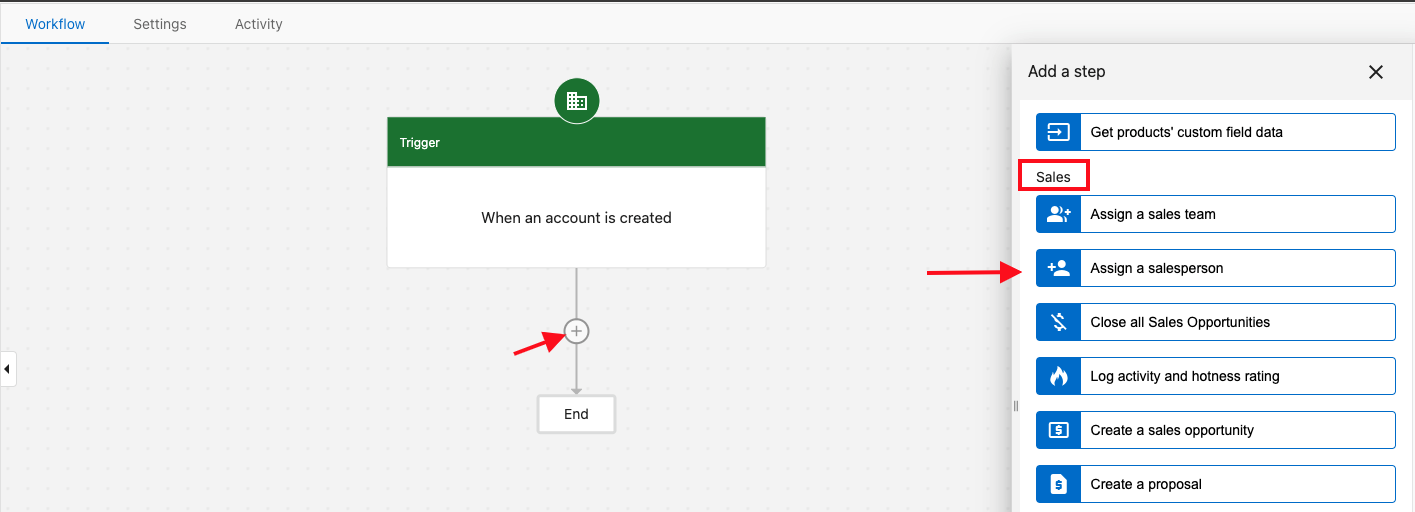 Workflow Settings Activity
Trigger
When an account is created
End
Add a step
Get products' custom field data
Sales
Assign a sales team
Assign a salesperson
Close all Sales Opportunities
Log activity and hotness rating
Create a sales opportunity
Create a proposal